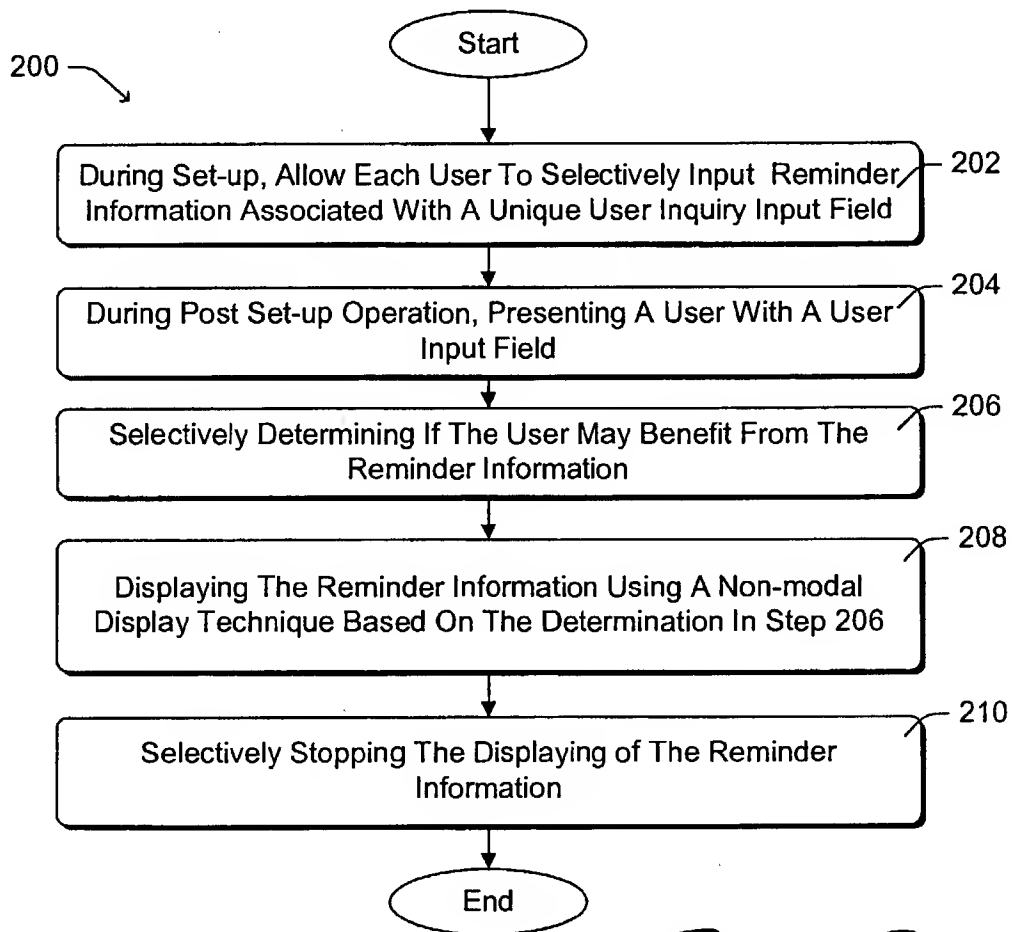 Start
200
During Set-up, Allow Each User To Selectively Input Reminder
Information Associated With A Unique User Inquiry Input Field
202
During Post Set-up Operation, Presenting A User With A User
Input Field
204
Selectively Determining If The User May Benefit From The
Reminder Information
206
Displaying The Reminder Information Using A Non-modal
Display Technique Based On The Determination In Step 206
208
Selectively Stopping The Displaying of The Reminder
Information
210
End